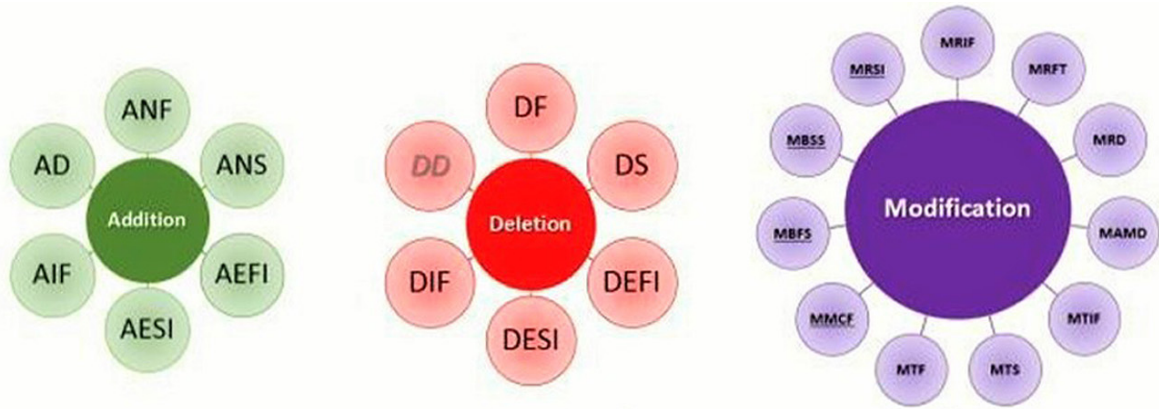 Addition
ANF
ANS
AEFI
AESI
AIF
AD
Deletion
DF
DS
DEFI
DESI
DIF
DD
Modification
MRIF
MRFT
MRD
MAMD
MTIF
MTS
MTF
MMCF
MBFS
MBSS
MRSI